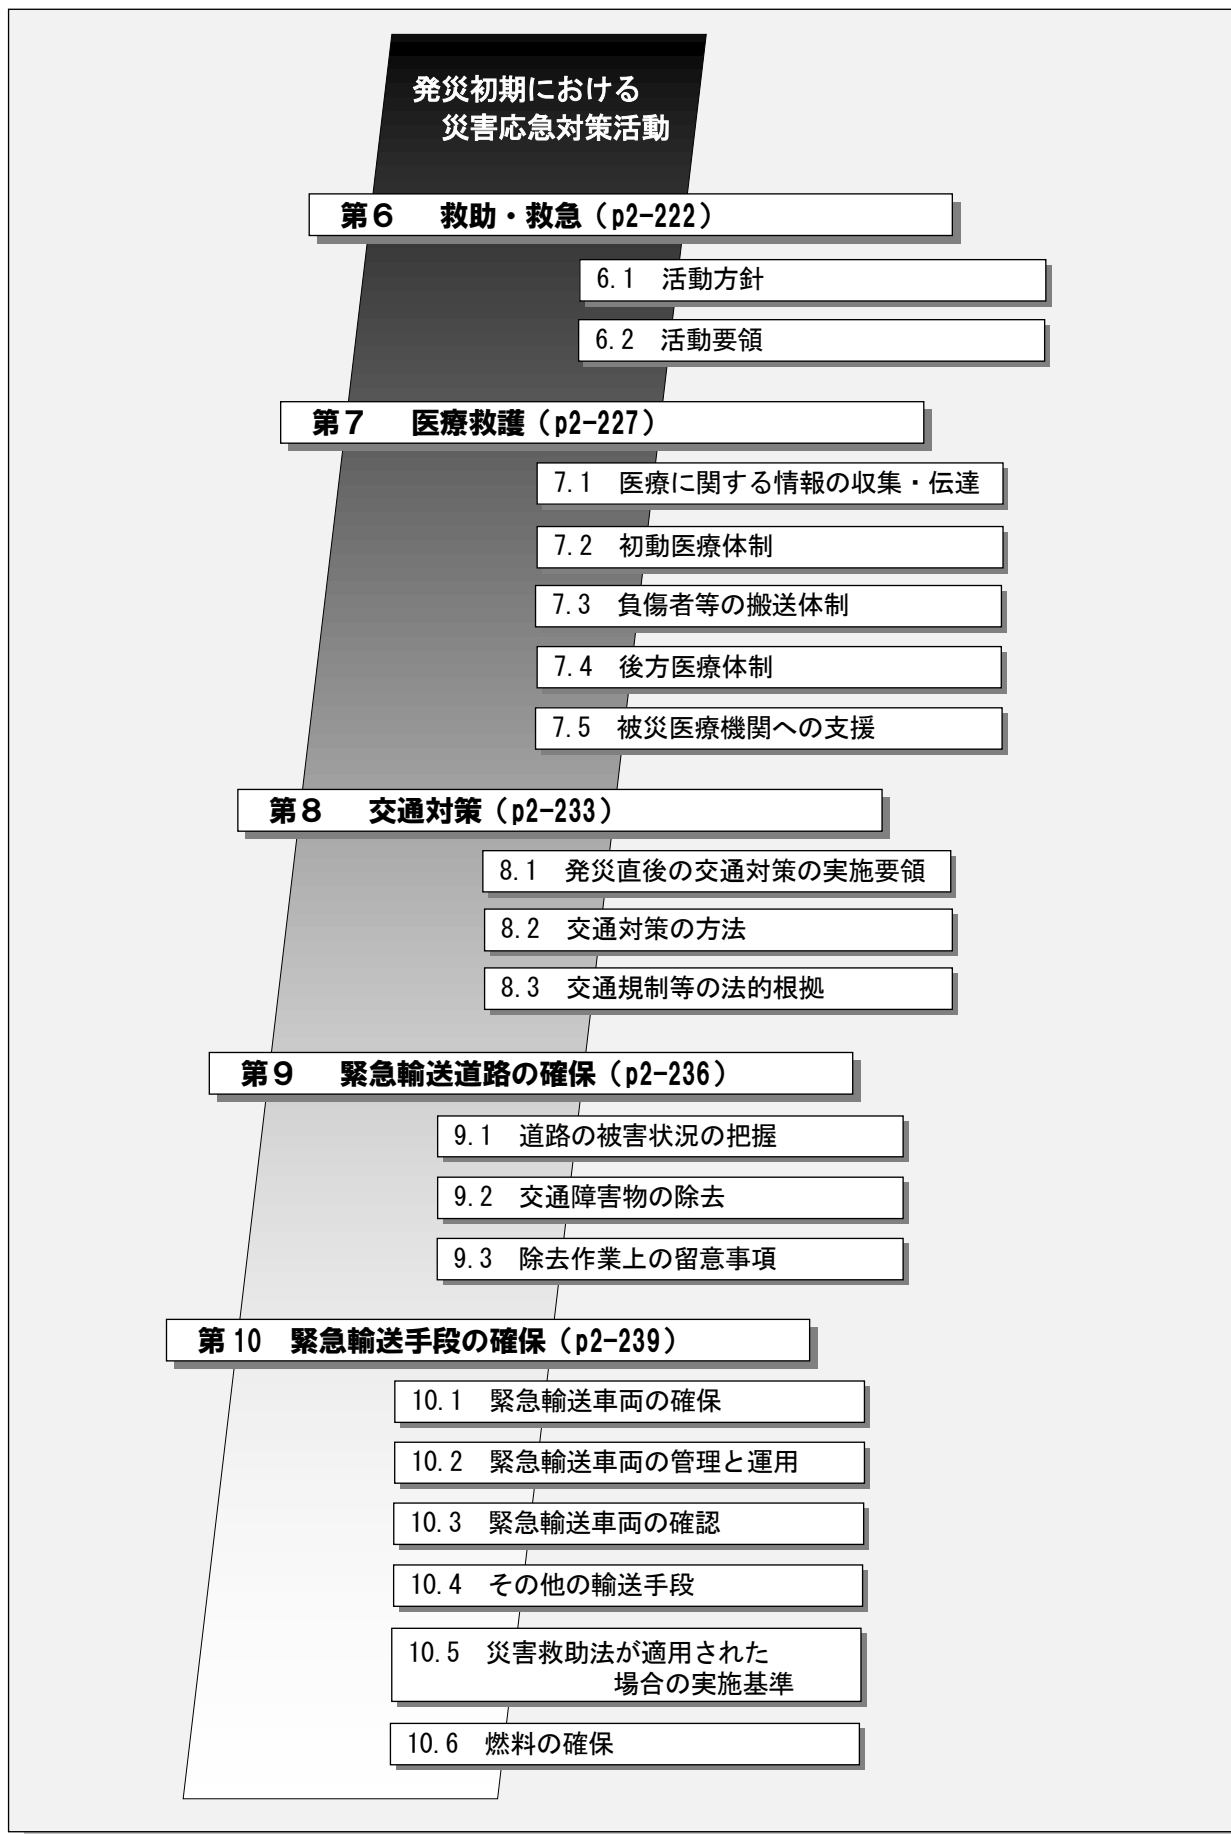 発災初期における
災害応急対策活動
第6　救助・救急（p2-222）
6.1　活動方針
6.2　活動要領
第7　医療救護（p2-227）
7.1　医療に関する情報の収集・伝達
7.2　初動医療体制
7.3　負傷者等の搬送体制
7.4　後方医療体制
7.5　被災医療機関への支援
第8　交通対策（p2-233）
8.1　発災直後の交通対策の実施要領
8.2　交通対策の方法
8.3　交通規制等の法的根拠
第9　緊急輸送道路の確保（p2-236）
9.1　道路の被害状況の把握
9.2　交通障害物の除去
9.3　除去作業上の留意事項
第10　緊急輸送手段の確保（p2-239）
10.1　緊急輸送車両の確保
10.2　緊急輸送車両の管理と運用
10.3　緊急輸送車両の確認
10.4　その他の輸送手段
10.5　災害救助法が適用された
場合の実施基準
10.6　燃料の確保